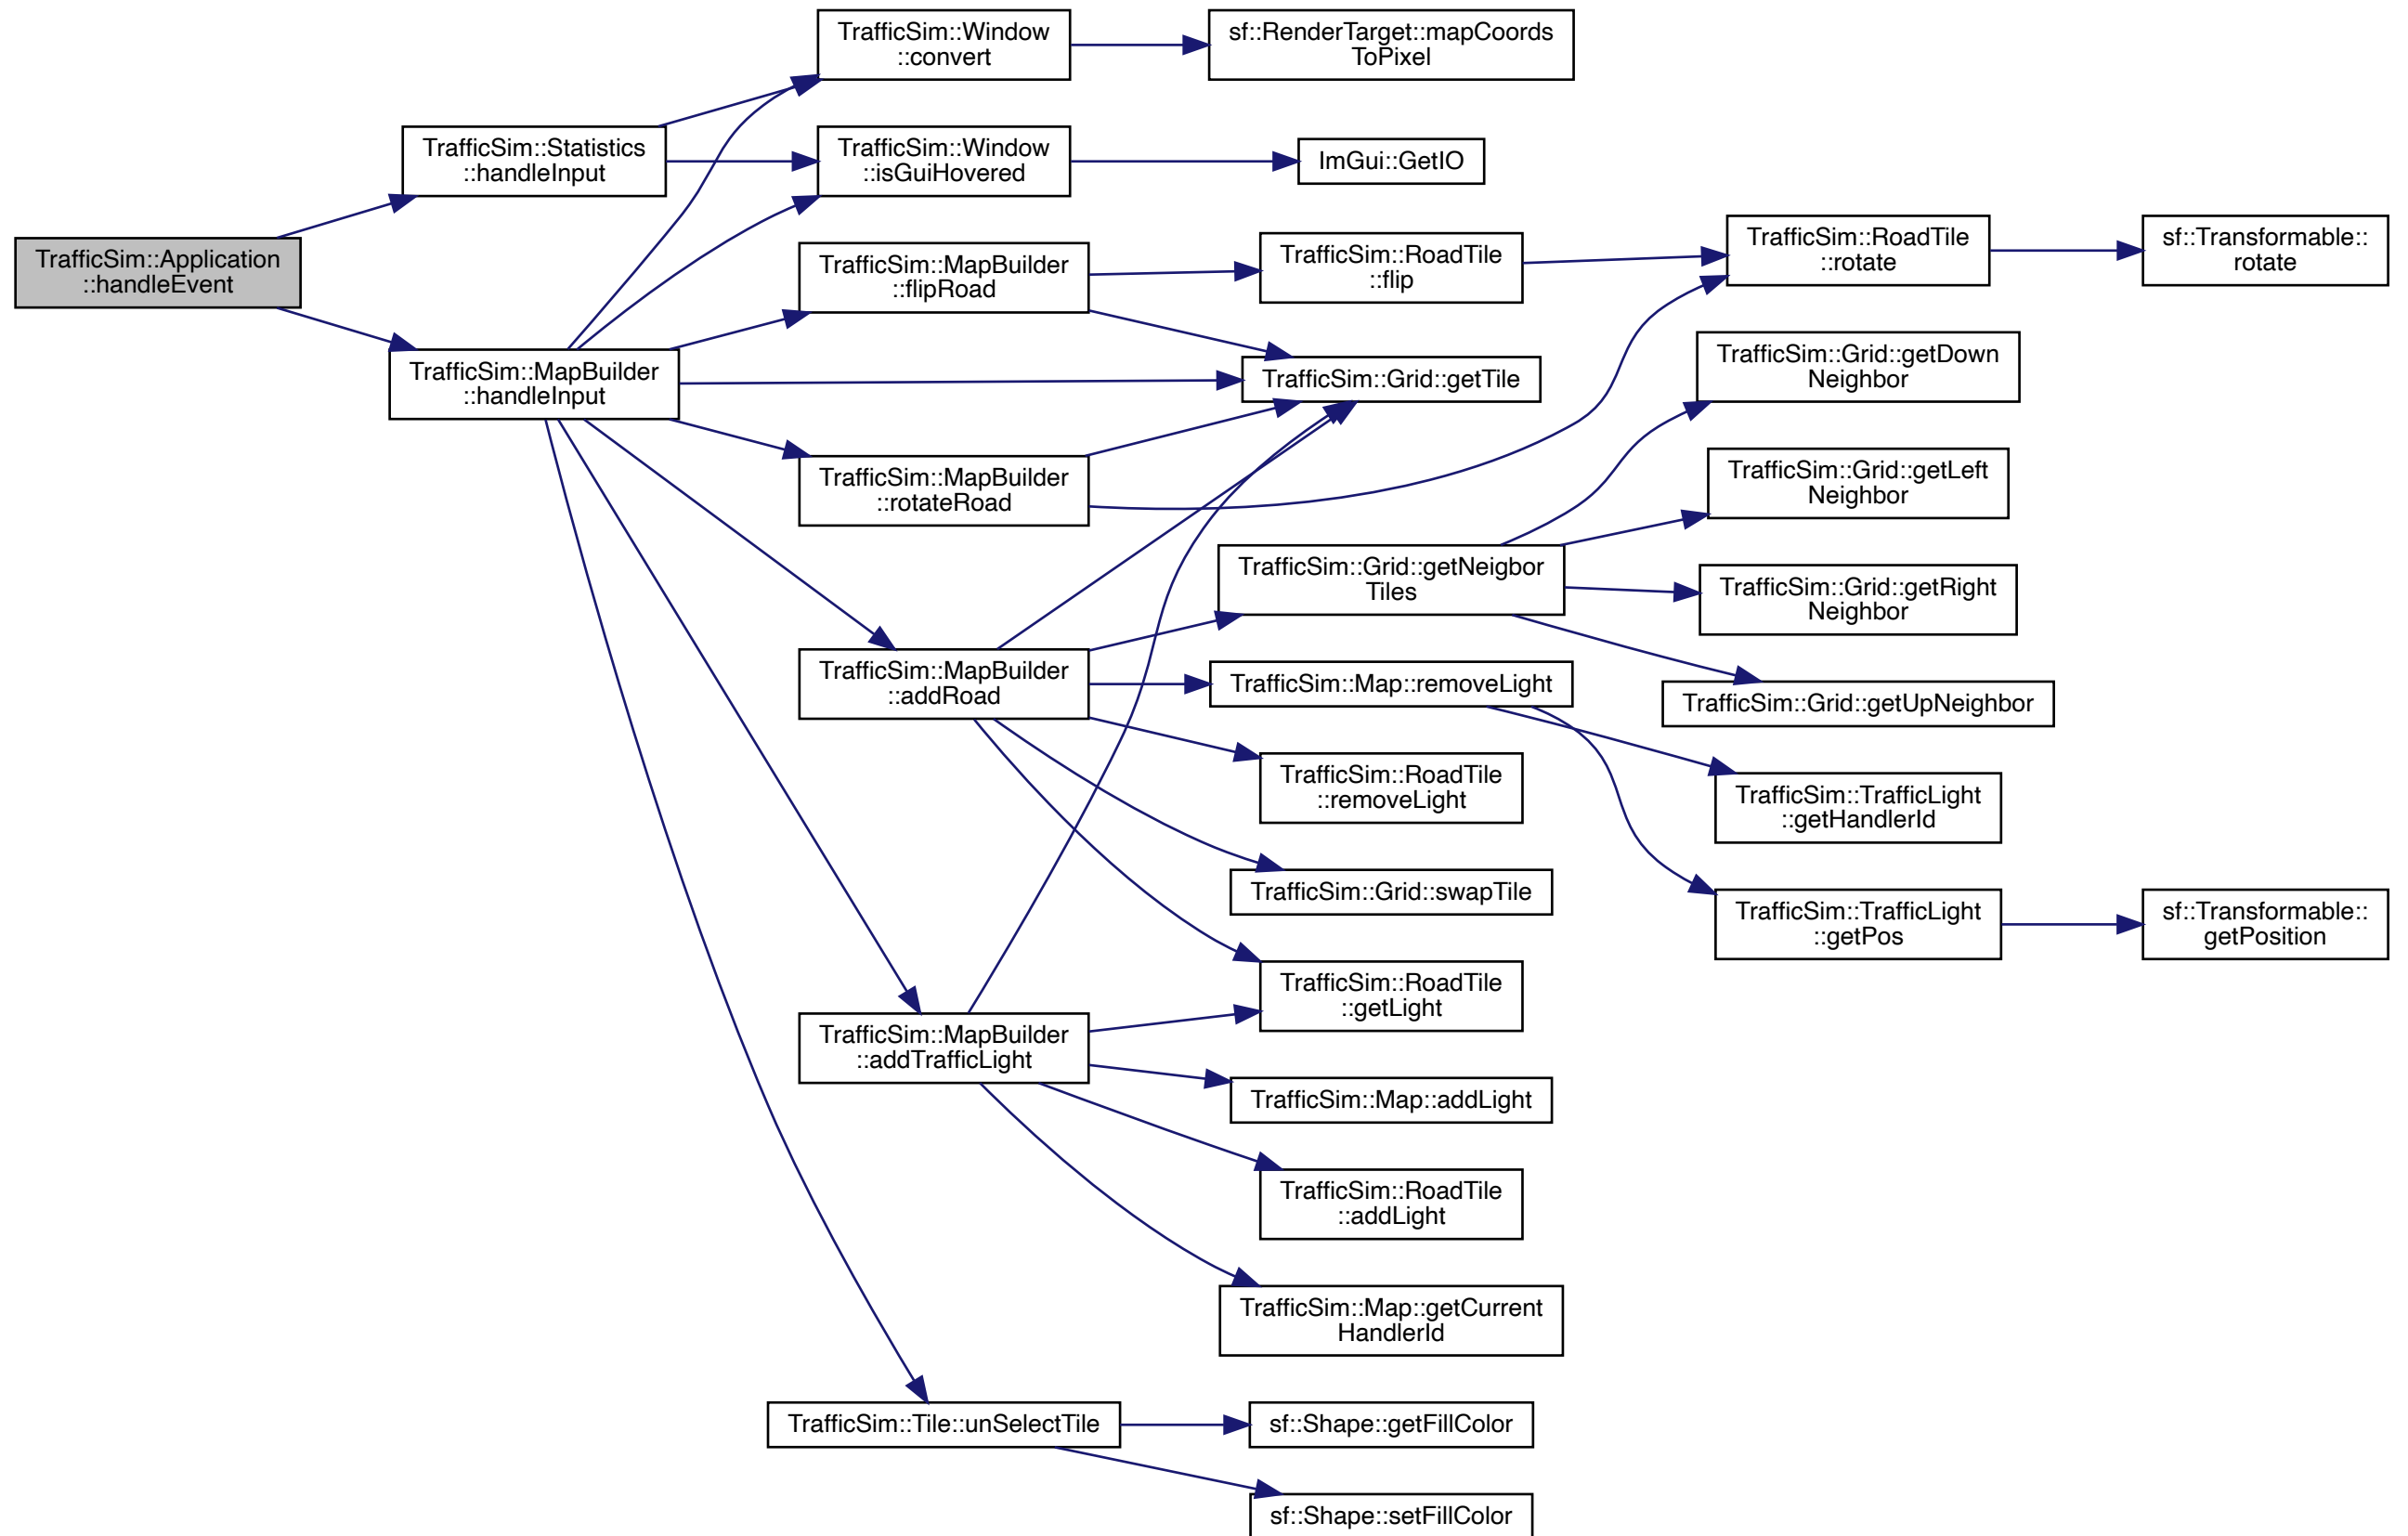 TrafficSim::Application
::handleEvent
TrafficSim::Statistics
::handleInput
TrafficSim::MapBuilder
::handleInput
TrafficSim::Window
::convert
TrafficSim::Window
::isGuiHovered
TrafficSim::MapBuilder
::flipRoad
TrafficSim::MapBuilder
::rotateRoad
TrafficSim::MapBuilder
::addRoad
TrafficSim::MapBuilder
::addTrafficLight
TrafficSim::Tile::unSelectTile
sf::RenderTarget::mapCoords
ToPixel
ImGui::GetIO
TrafficSim::RoadTile
::flip
TrafficSim::Grid::getTile
TrafficSim::Grid::getNeigbor
Tiles
TrafficSim::Map::removeLight
TrafficSim::RoadTile
::removeLight
TrafficSim::Grid::swapTile
TrafficSim::RoadTile
::getLight
TrafficSim::Map::addLight
TrafficSim::RoadTile
::addLight
TrafficSim::Map::getCurrent
HandlerId
sf::Shape::getFillColor
sf::Shape::setFillColor
TrafficSim::RoadTile
::rotate
TrafficSim::Grid::getDown
Neighbor
TrafficSim::Grid::getLeft
Neighbor
TrafficSim::Grid::getRight
Neighbor
TrafficSim::Grid::getUpNeighbor
TrafficSim::TrafficLight
::getHandlerId
TrafficSim::TrafficLight
::getPos
sf::Transformable::
rotate
sf::Transformable::
getPosition